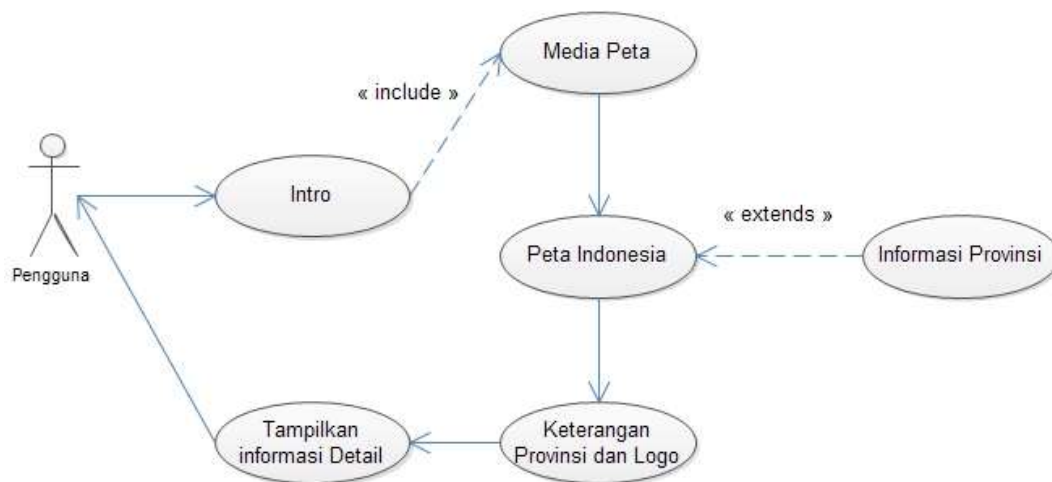 Media Peta
« include »
Intro
Pengguna
« extends »
Peta Indonesia
Informasi Provinsi
Tampilkan
informasi Detail
Keterangan
Provinsi dan Logo